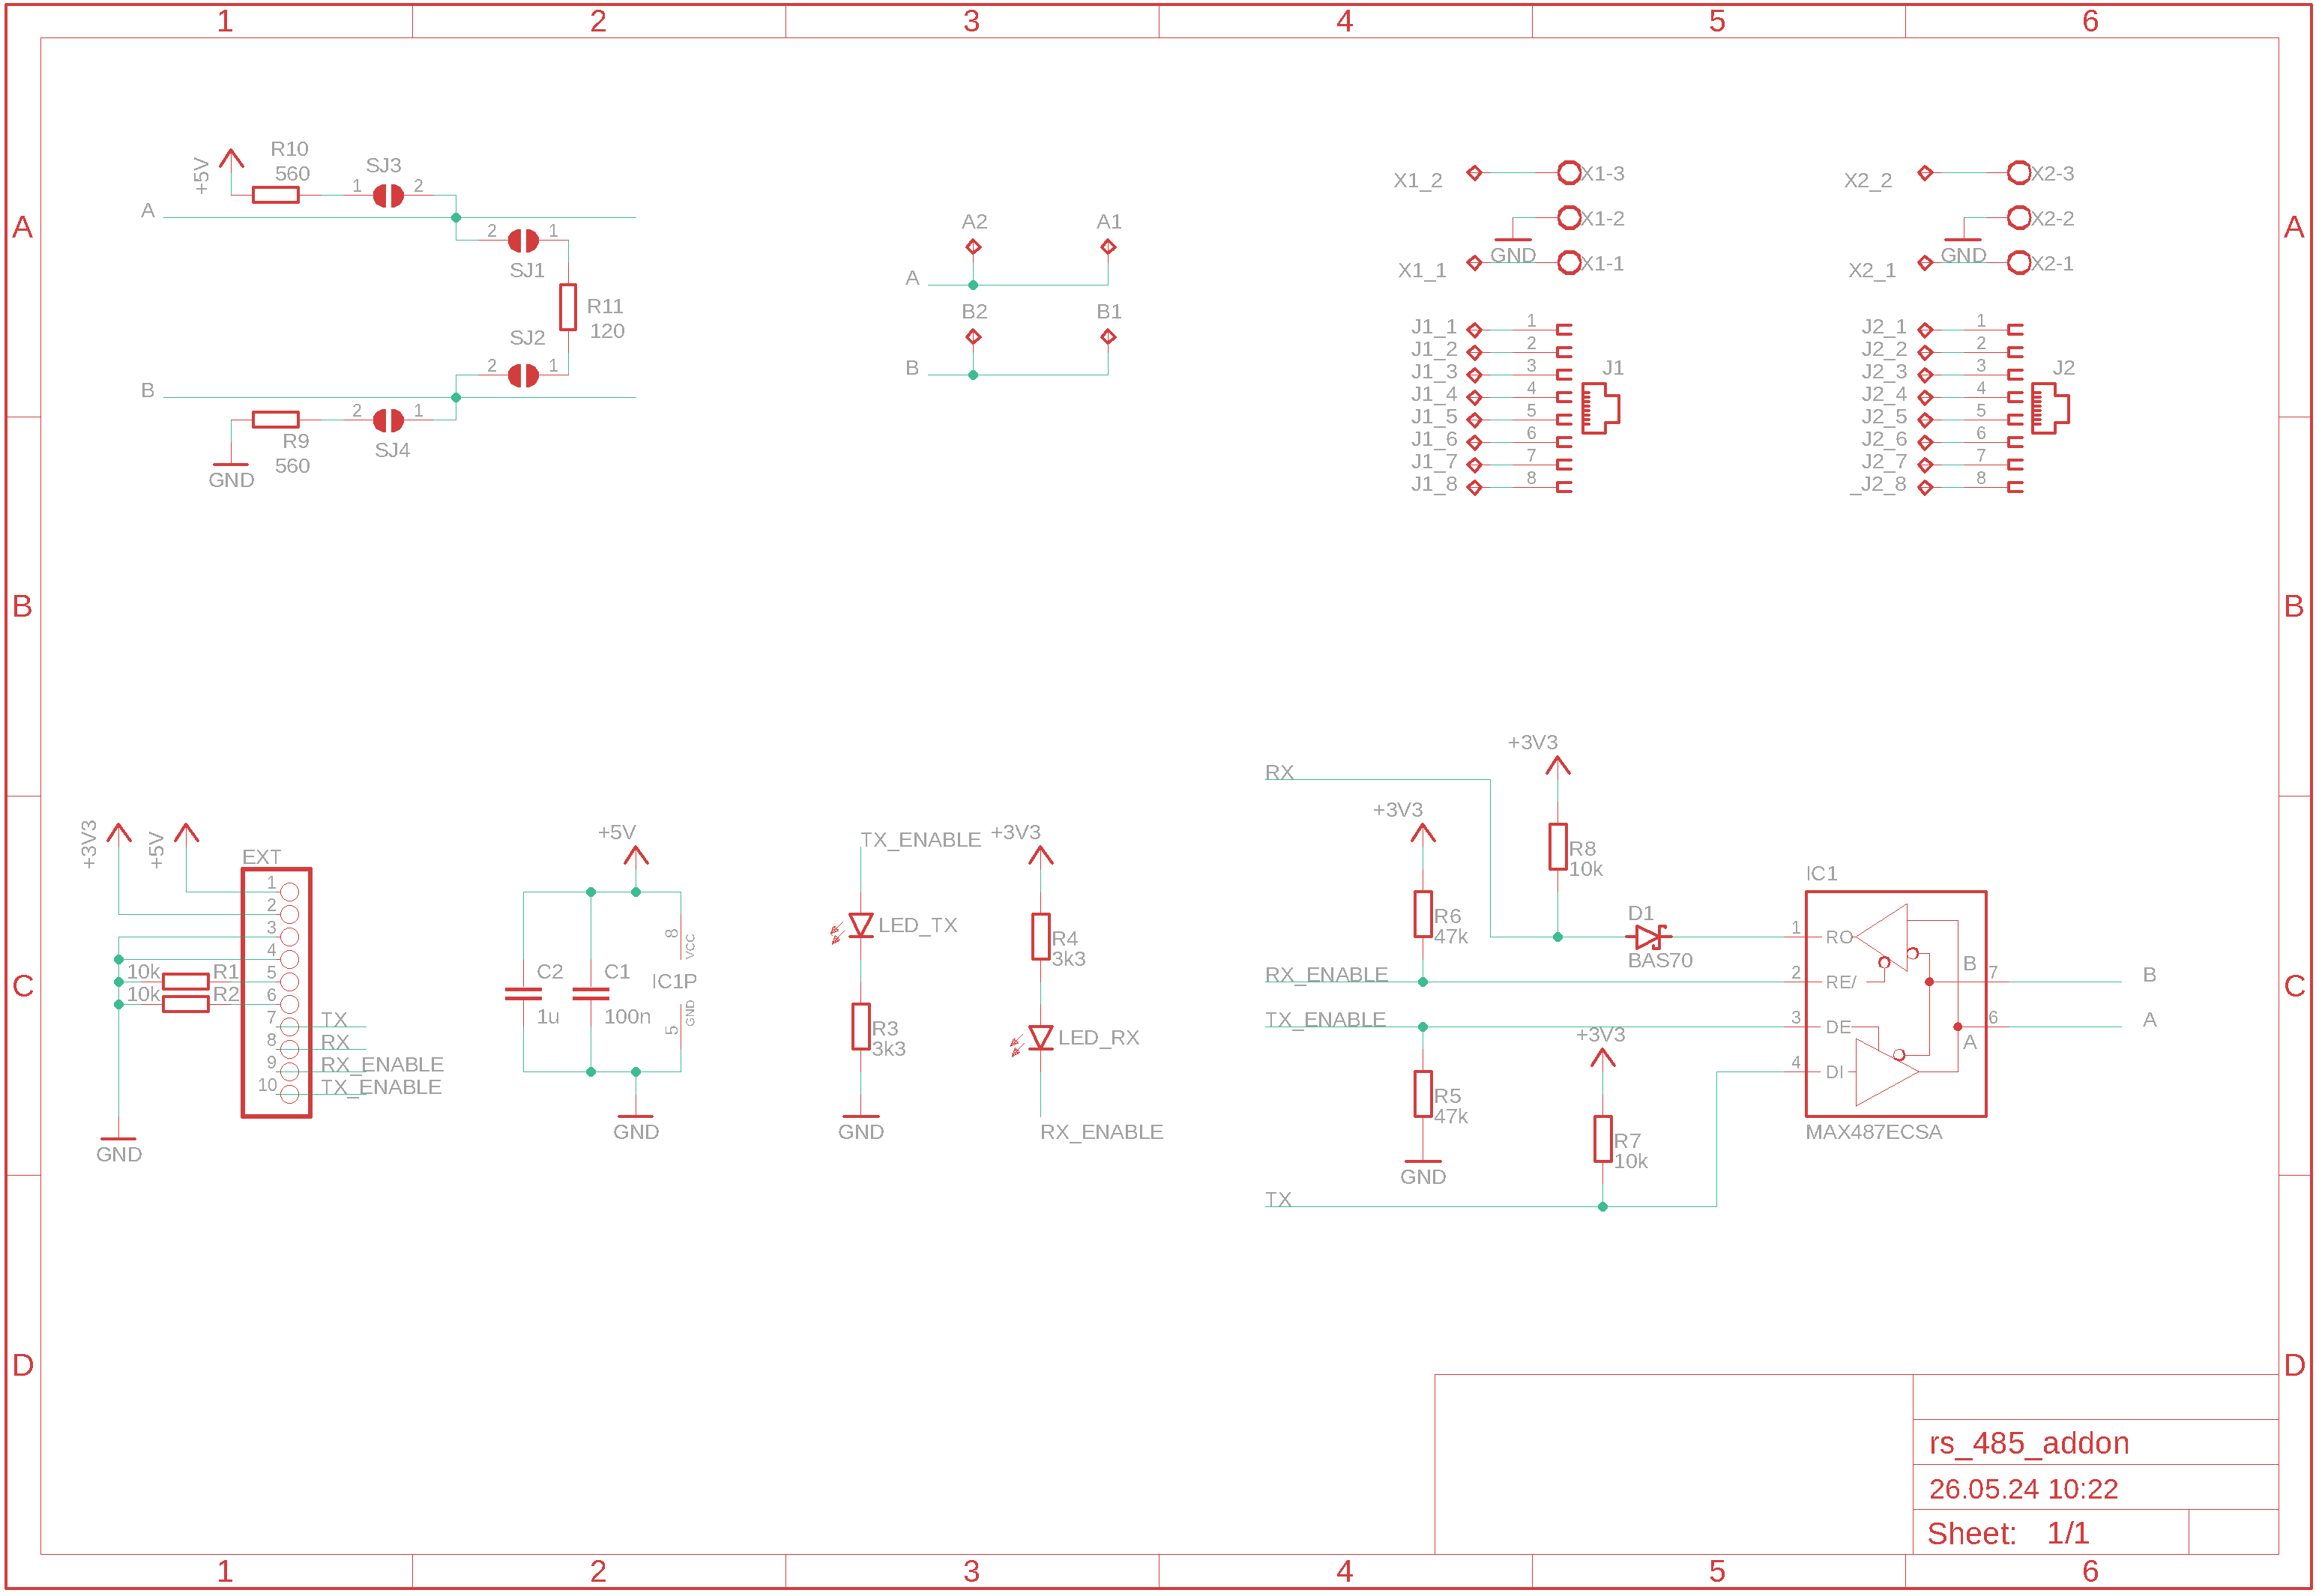 1 2 3 4 5 6
A
R10
560
+5V
SJ3
1 2
A
2 1
SJ1
R11
120
SJ2
2 1
B
R9
560
2 1
SJ4
GND
A2 A1
A
B2 B1
B
X1_2 X1-3
X1-2
GND
X1_1 X1-1
X2_2 X2-3
X2-2
GND
X2_1 X2-1
J1_1 1
J1_2 2
J1_3 3
J1_4 4
J1_5 5
J1_6 6
J1_7 7
J1_8 8
J1
J2_1 1
J2_2 2
J2_3 3
J2_4 4
J2_5 5
J2_6 6
J2_7 7
_J2_8 8
J2
A
B
B
+3V3
+5V
EXT
1
2
3
4
10k R1 5
10k R2 6
7 TX
8 RX
9 RX_ENABLE
10 TX_ENABLE
GND
+5V
C2
1u
C1
100n
8
VCC
IC1P
5
GND
GND
TX_ENABLE
LED_TX
R3
3k3
GND
+3V3
R4
3k3
LED_RX
RX_ENABLE
RX
+3V3
+3V3
R8
10k
R6
47k
D1
BAS70
RX_ENABLE
TX_ENABLE
+3V3
R5
47k
GND
R7
10k
TX
IC1
1 RO
2 RE/
3 DE
4 DI
B 7
6
A
MAX487ECSA
B
A
C
C
D
D
rs_485_addon
26.05.24 10:22
Sheet: 1/1
1 2 3 4 5 6